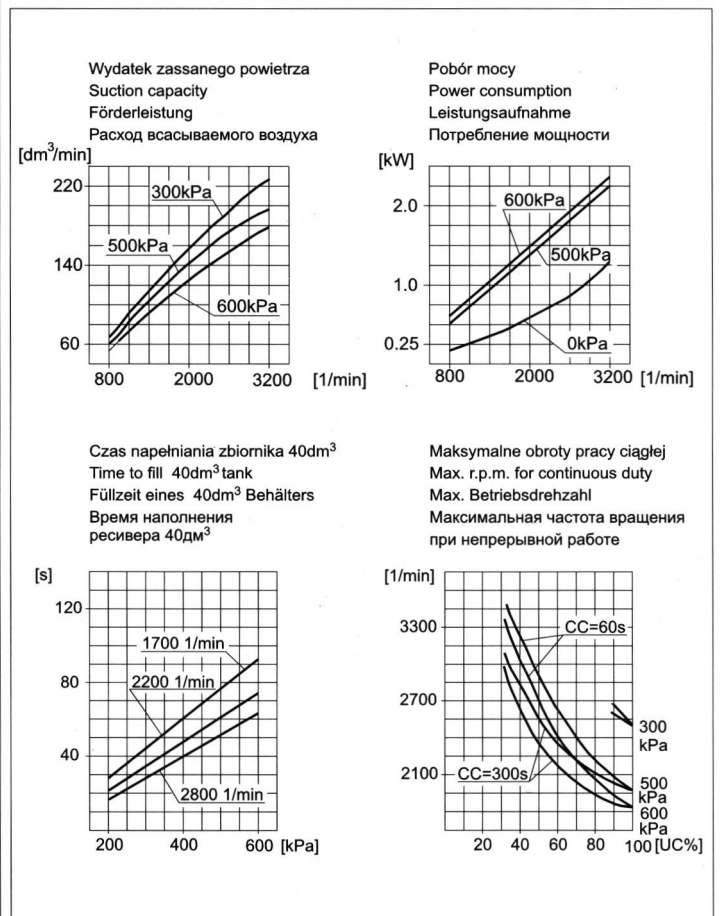 Wydatek zassanego powietrza
Suction capacity
Förderleistung
Расход всасываемого воздуха
[dm³/min]
220
140
60
300kPa
500kPa
600kPa
800 2000 3200 [1/min]
Pobór mocy
Power consumption
Leistungsaufnahme
Потребление мощности
[kW]
2.0
1.0
0.25
600kPa
500kPa
0kPa
800 2000 3200 [1/min]
Czas napełniania zbiornika 40dm³
Time to fill 40dm³ tank
Füllzeit eines 40dm³ Behälters
Время наполнения
ресивера 40дм³
[s]
120
80
40
1700 1/min
2200 1/min
2800 1/min
200 400 600 [kPa]
Maksymalne obroty pracy ciągłej
Max. r.p.m. for continuous duty
Max. Betriebsdrehzahl
Максимальная частота вращения
при непрерывной работе
[1/min]
3300
2700
2100
CC=60s
CC=300s
300
kPa
500
kPa
600
kPa
20 40 60 80 100 [UC%]